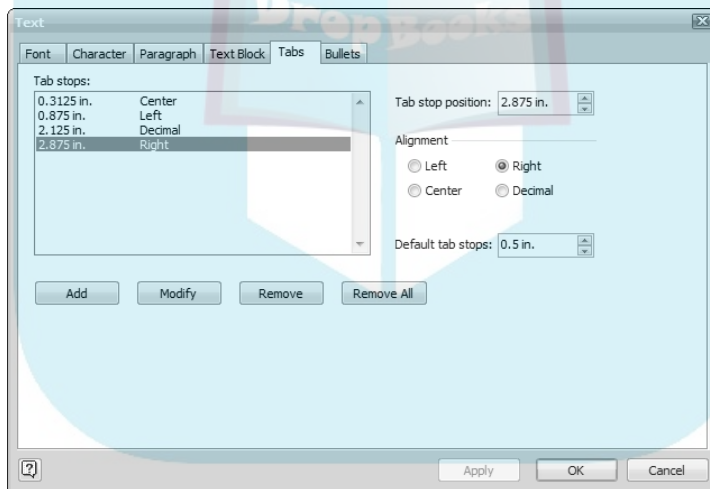 DropBooks
Text
Font Character Paragraph Text Block Tabs Bullets
Tab stops:
0.3125 in. Center
0.875 in. Left
2.125 in. Decimal
2.875 in. Right
Tab stop position: 2.875 in.
Alignment
Left Right
Center Decimal
Default tab stops: 0.5 in.
Add Modify Remove Remove All
Apply OK Cancel